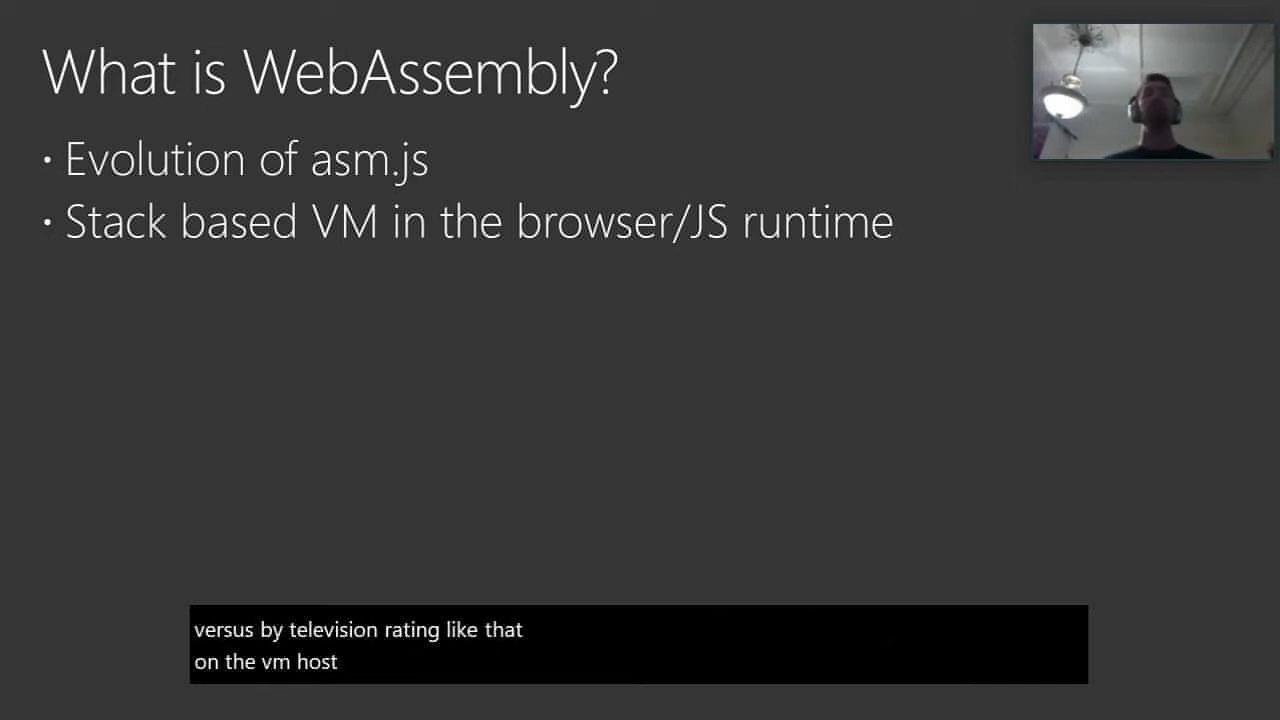 What is WebAssembly?
• Evolution of asm.js
• Stack based VM in the browser/JS runtime
versus by television rating like that
on the vm host